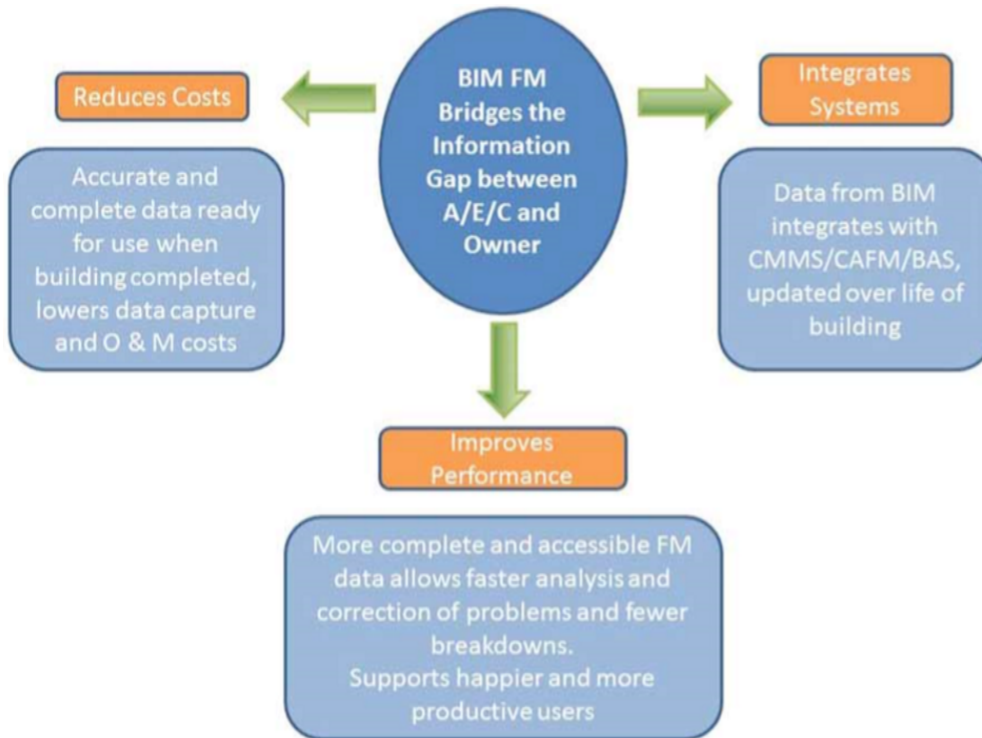 BIM FM
Bridges the
Information
Gap between
A/E/C and
Owner
Reduces Costs
Accurate and
complete data ready
for use when
building completed,
lowers data capture
and O & M costs
Integrates
Systems
Data from BIM
integrates with
CMMS/CAFM/BAS,
updated over life of
building
Improves
Performance
More complete and accessible FM
data allows faster analysis and
correction of problems and fewer
breakdowns.
Supports happier and more
productive users